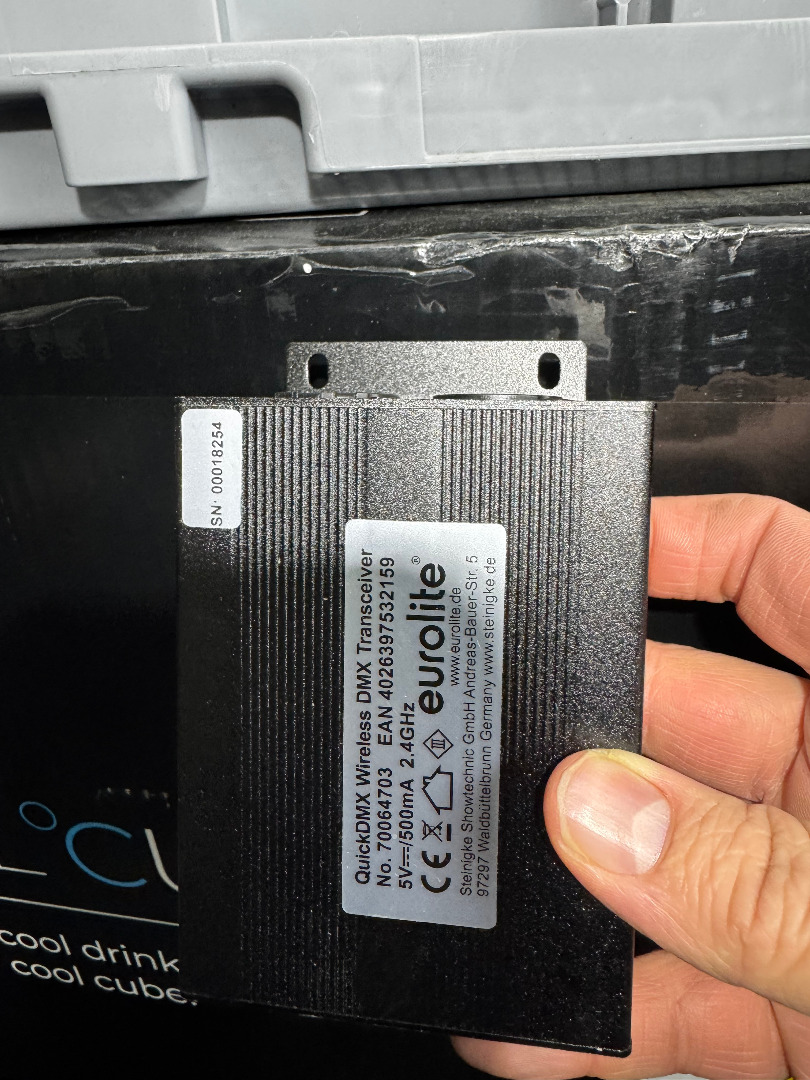 SN: 00018254
QuickDMX Wireless DMX Transceiver
No. 70064703 EAN 4026397532159
5V⎓/500mA 2.4GHz
CE
eurolite®
www.eurolite.de
Steinigke Showtechnic GmbH Andreas-Bauer-Str. 5
97297 Waldbüttelbrunn Germany www.steinigke.de
cool drink
cool cube.